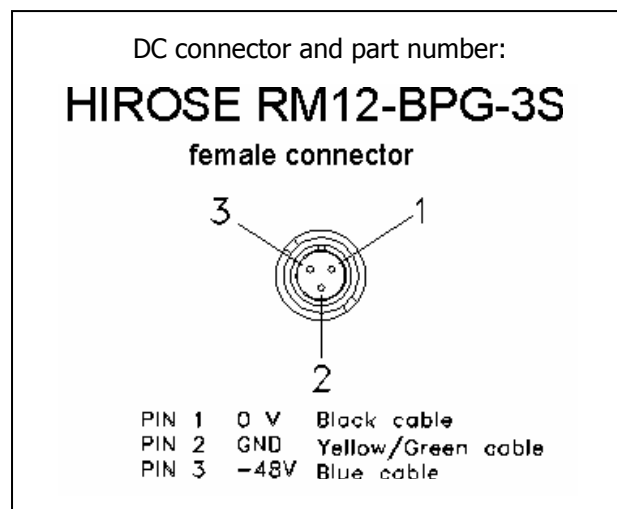 DC connector and part number:
HIROSE RM12-BPG-3S
female connector
3 1
2
PIN 1 0 V Black cable
PIN 2 GND Yellow/Green cable
PIN 3 -48V Blue cable